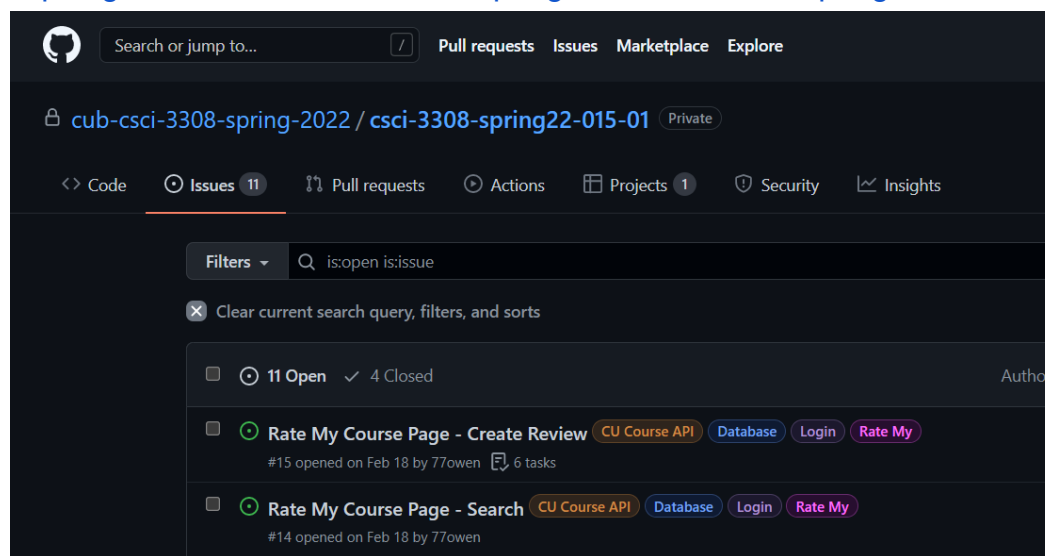 Search or jump to... / Pull requests Issues Marketplace Explore
cub-csci-3308-spring-2022 / csci-3308-spring22-015-01 Private
<> Code Issues 11 Pull requests Actions Projects 1 Security Insights
Filters is:open is:issue
Clear current search query, filters, and sorts
11 Open 4 Closed Autho
Rate My Course Page - Create Review CU Course API Database Login Rate My
#15 opened on Feb 18 by 77owen 6 tasks
Rate My Course Page - Search CU Course API Database Login Rate My
#14 opened on Feb 18 by 77owen